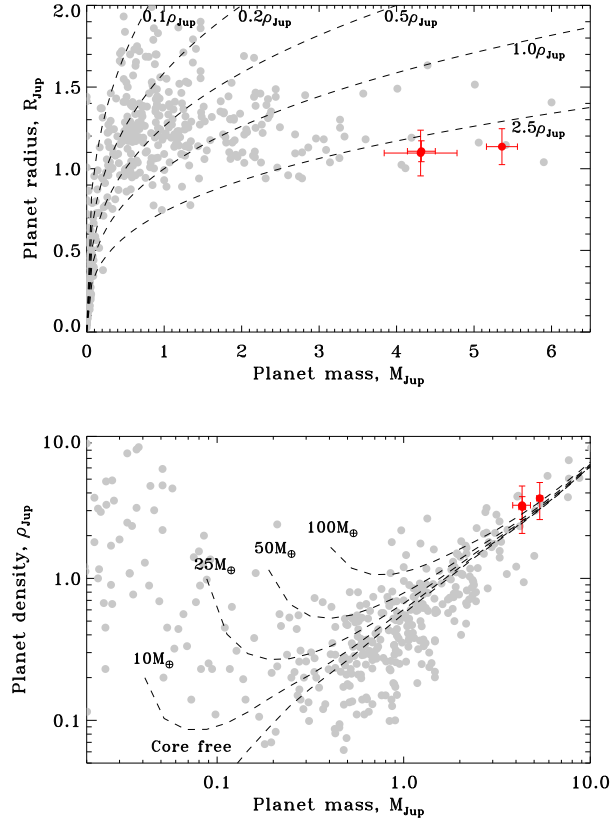 0.1ρJup 0.2ρJup 0.5ρJup
1.0ρJup
2.5ρJup
2.0
1.5
1.0
0.5
0.0
Planet radius, RJup
0 1 2 3 4 5 6
Planet mass, MJup
10.0
1.0
0.1
Planet density, ρJup
100M⊕
50M⊕
25M⊕
10M⊕
Core free
0.1 1.0 10.0
Planet mass, MJup